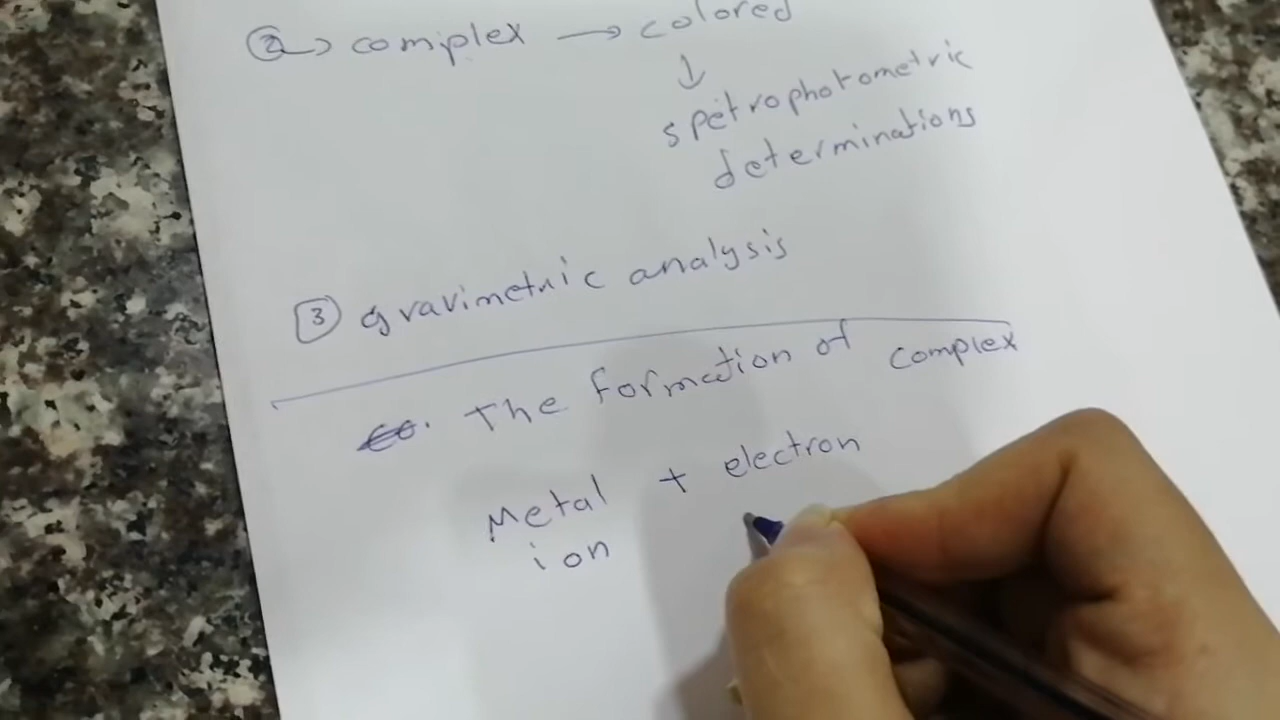 2 → complex → colored
↓
spetrophotometric
determinations
3 gravimetric analysis
The formation of complex
Metal + electron
ion